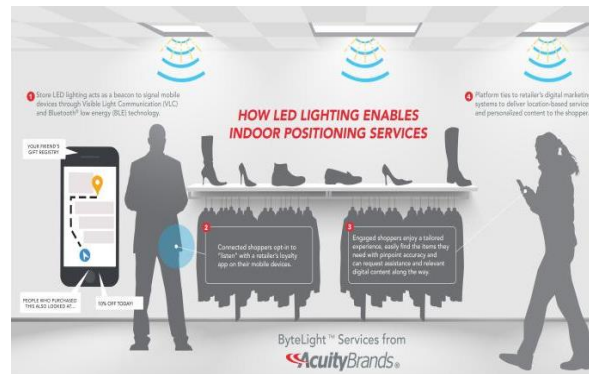 1 Store LED lighting acts as a beacon to signal mobile
devices through Visible Light Communication (VLC)
and Bluetooth® low energy (BLE) technology.
HOW LED LIGHTING ENABLES
INDOOR POSITIONING SERVICES
4 Platform ties to retailer's digital marketing
systems to deliver location-based services
and personalized content to the shopper.
YOUR FRIEND'S
GIFT REGISTRY
PEOPLE WHO PURCHASED
THIS ALSO LOOKED AT...
10% OFF TODAY!
2
Connected shoppers opt-in to
"listen" with a retailer's loyalty
app on their mobile devices.
3
Engaged shoppers enjoy a tailored
experience, easily find the items they
need with pinpoint accuracy and
can request assistance and relevant
digital content along the way.
ByteLight™ Services from
AcuityBrands®